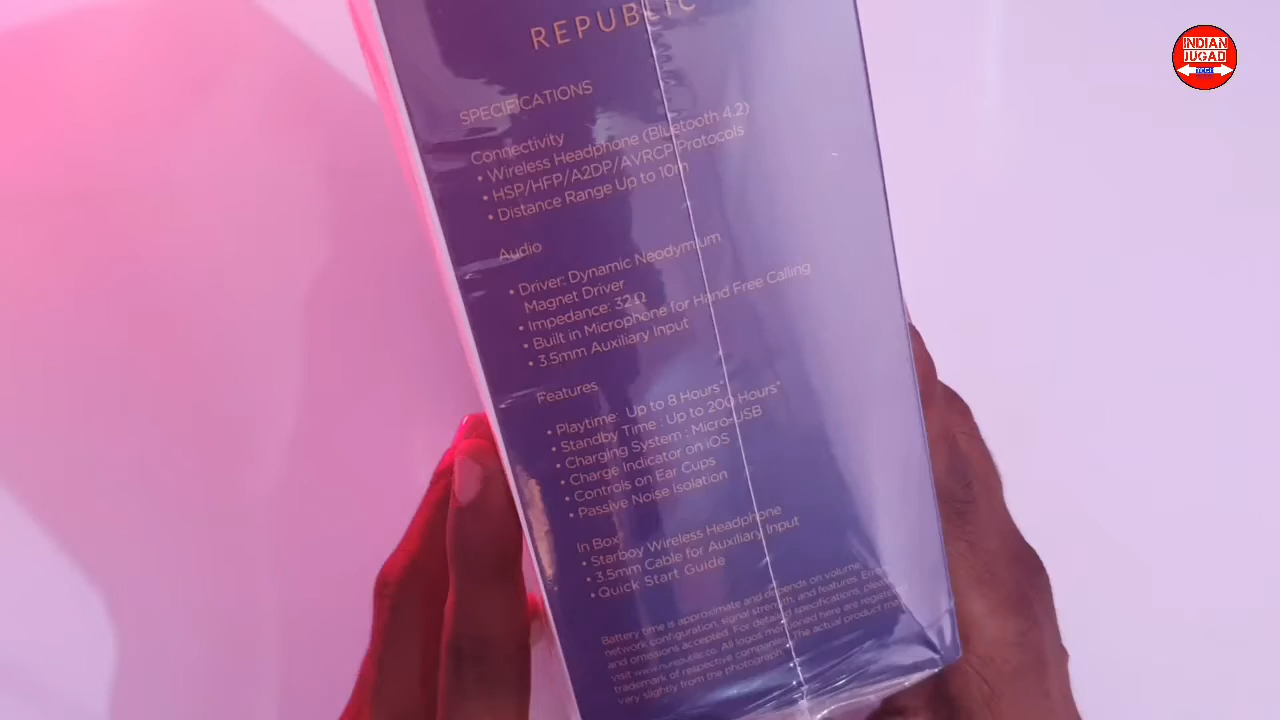 REPUBLIC
INDIAN
JUGAD
SPECIFICATIONS
Connectivity
• Wireless Headphone (Bluetooth 4.2)
• HSP/HFP/A2DP/AVRCP Protocols
• Distance Range Up to 10m
Audio
• Driver: Dynamic Neodymium
Magnet Driver
• Impedance: 32Ω
• Built in Microphone for Hand Free Calling
• 3.5mm Auxiliary Input
Features
• Playtime: Up to 8 Hours*
• Standby Time : Up to 200 Hours*
• Charging System : Micro-USB
• Charge Indicator on iOS
• Controls on Ear Cups
• Passive Noise Isolation
In Box
• Starboy Wireless Headphone
• 3.5mm Cable for Auxiliary Input
• Quick Start Guide
Battery time is approximate and depends on volume,
network configuration, signal strength, and features.
and omissions accepted. For detailed specifications,
visit www.nurepublic.co. All logos mentioned here are
trademark of respective companies. The actual product may
very slightly from the photograph.